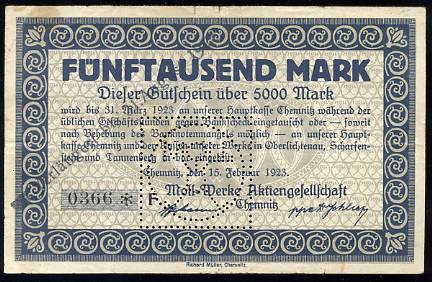 FÜNFTAUSEND MARK
Dieser Gutschein über 5000 Mark
wird bis 31. März 1923 an unserer Hauptkasse Chemnitz während der
üblichen Geschäftsstunden gegen Bankscheck eingetauscht oder — soweit
nach Behebung des Banknotenmangels möglich — an unserer Haupt-
kasse Chemnitz und den Kassen unserer Werke in Oberlichtenau, Scharfen-
stein und Tannenberg in bar eingelöst.
Chemnitz, den 15. Februar 1923.
0366 * F
Moll-Werke Aktiengesellschaft
Chemnitz
Richard Müller, Chemnitz.